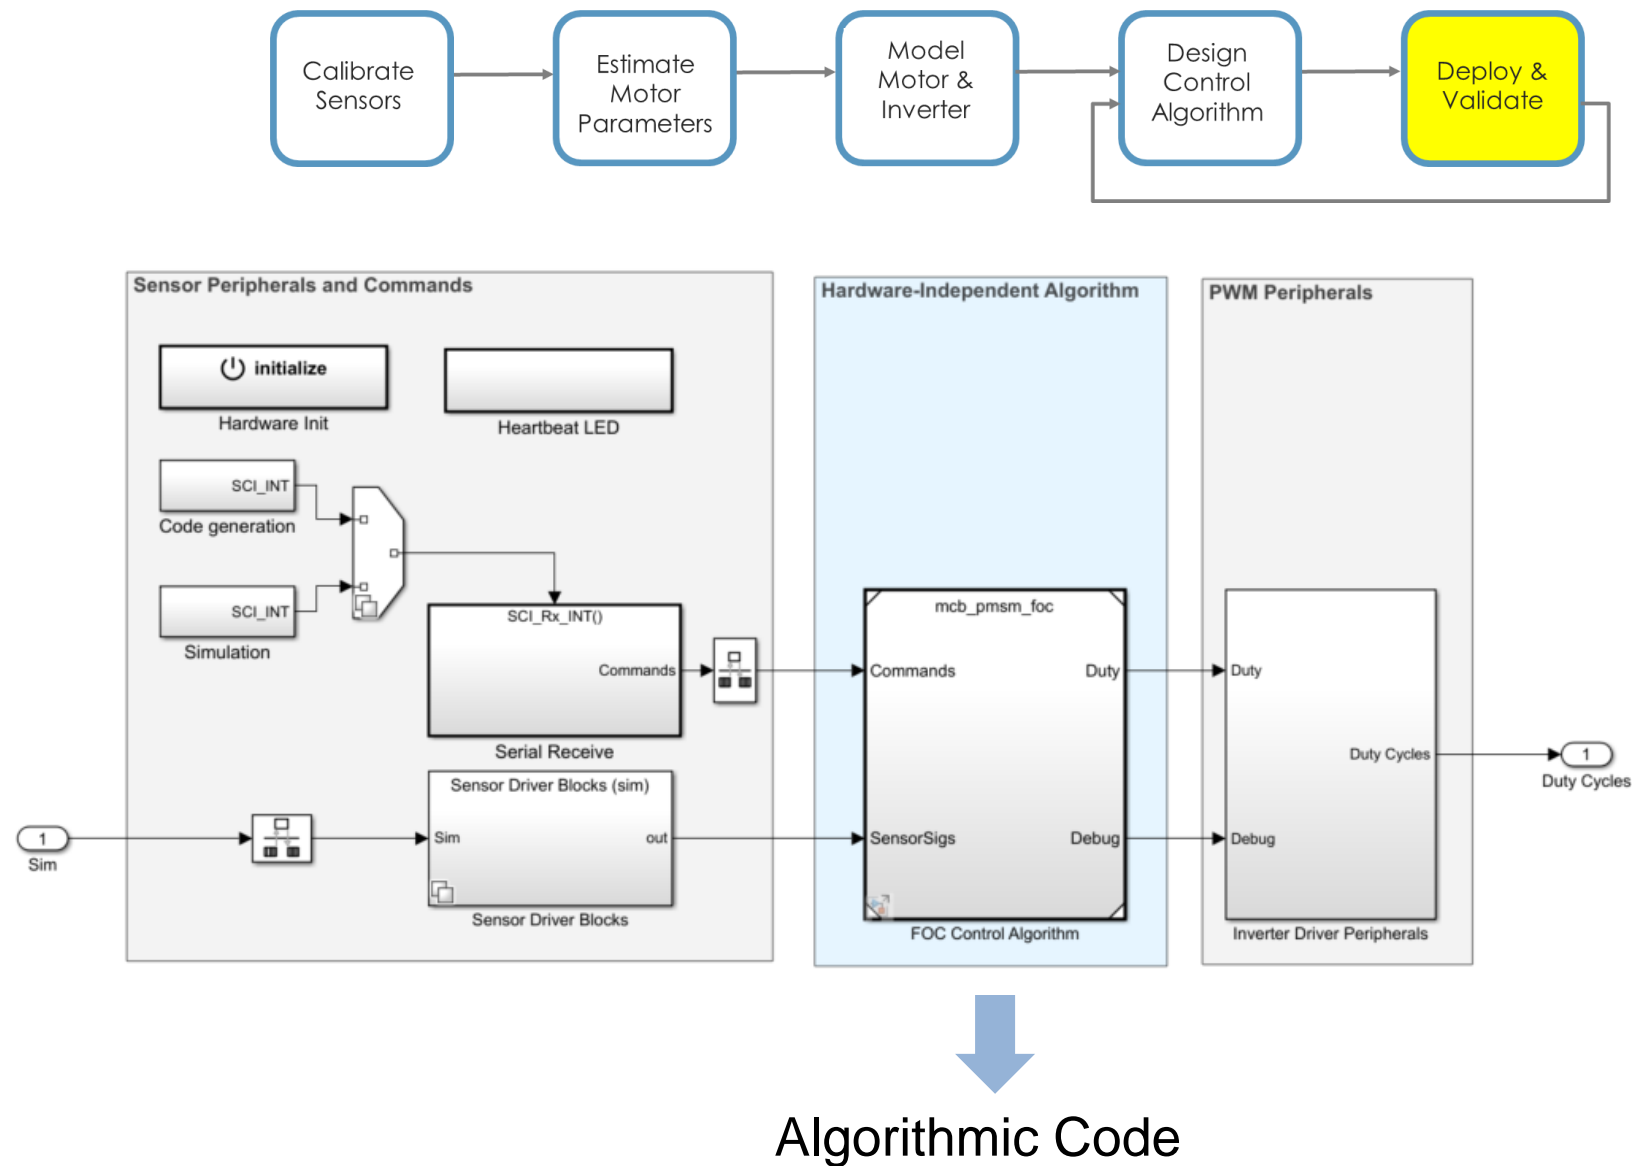 Calibrate
Sensors
Estimate
Motor
Parameters
Model
Motor &
Inverter
Design
Control
Algorithm
Deploy &
Validate
Sensor Peripherals and Commands
Hardware-Independent Algorithm
PWM Peripherals
initialize
Hardware Init
Heartbeat LED
SCI_INT
Code generation
SCI_INT
Simulation
SCI_Rx_INT()
Commands
Serial Receive
mcb_pmsm_foc
Commands
Duty
SensorSigs
Debug
FOC Control Algorithm
Duty
Duty Cycles
Debug
Inverter Driver Peripherals
1
Duty Cycles
1
Sim
Sensor Driver Blocks (sim)
Sim
out
Sensor Driver Blocks
Algorithmic Code